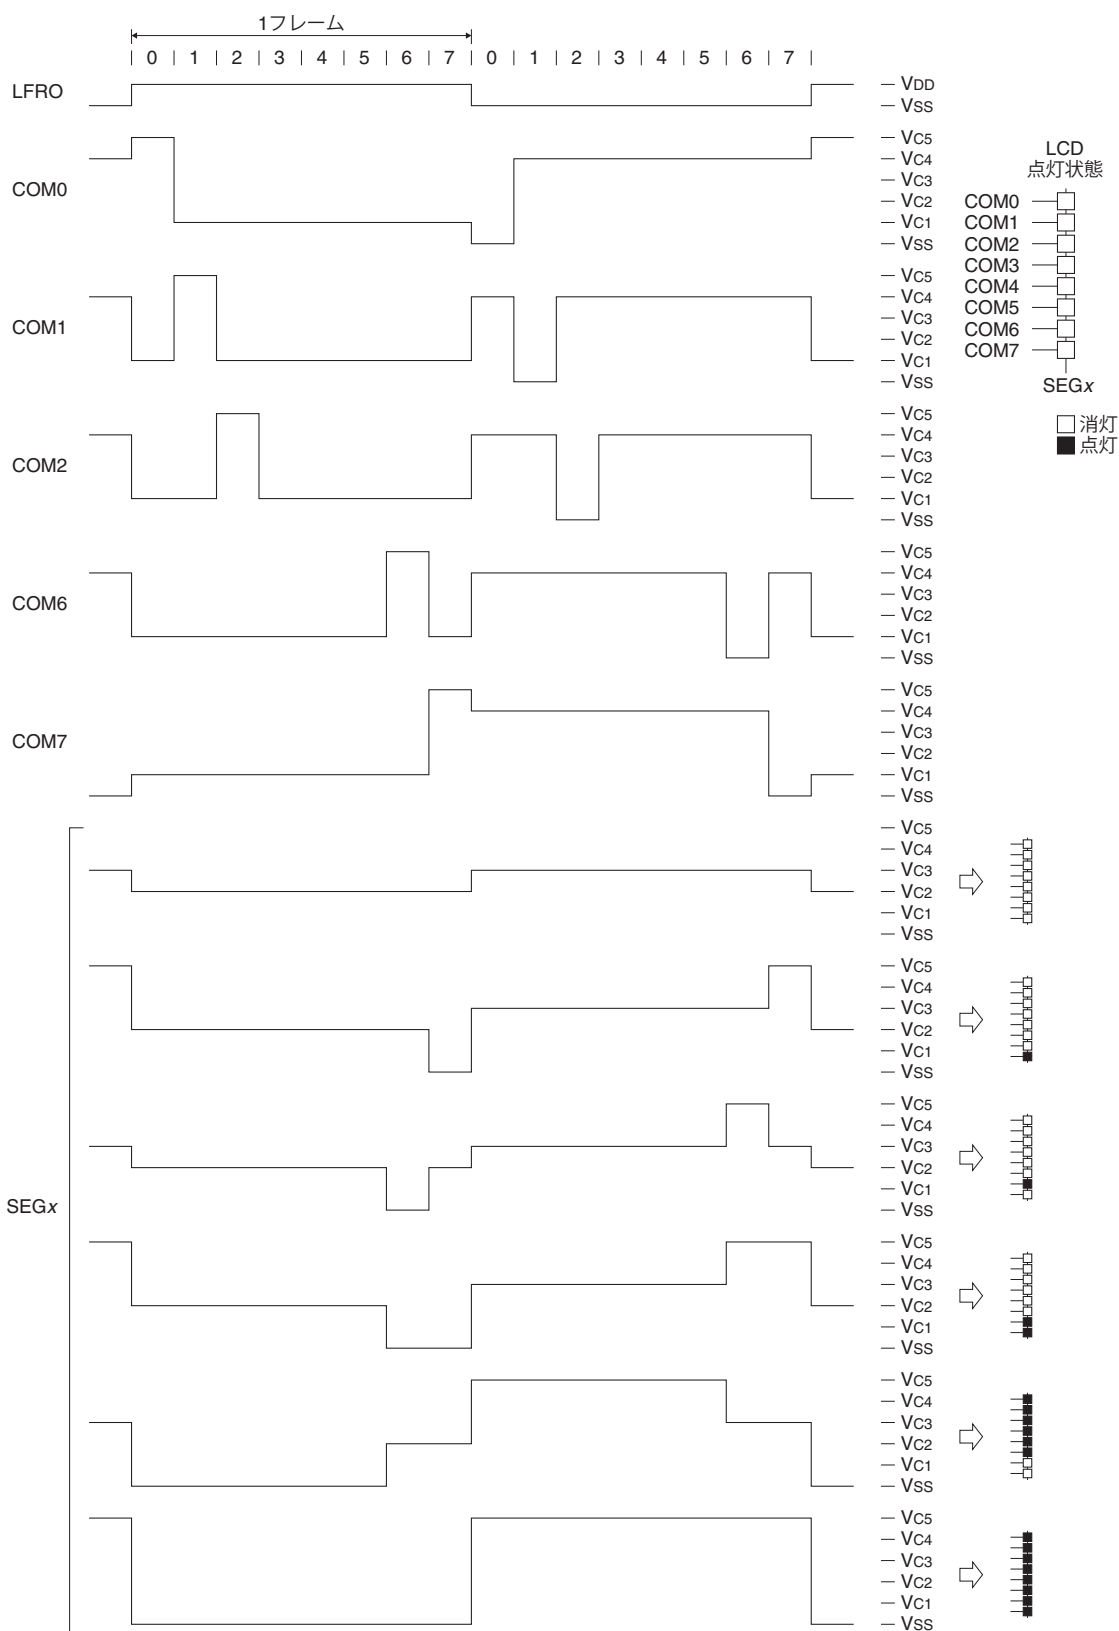 1フレーム
0 1 2 3 4 5 6 7 0 1 2 3 4 5 6 7
LFRO
VDD
VSS
COM0
VC5
VC4
VC3
VC2
VC1
VSS
LCD
点灯状態
COM0
COM1
COM2
COM3
COM4
COM5
COM6
COM7
SEGx
消灯
点灯
COM1
VC5
VC4
VC3
VC2
VC1
VSS
COM2
VC5
VC4
VC3
VC2
VC1
VSS
COM6
VC5
VC4
VC3
VC2
VC1
VSS
COM7
VC5
VC4
VC3
VC2
VC1
VSS
SEGx
VC5
VC4
VC3
VC2
VC1
VSS
VC5
VC4
VC3
VC2
VC1
VSS
VC5
VC4
VC3
VC2
VC1
VSS
VC5
VC4
VC3
VC2
VC1
VSS
VC5
VC4
VC3
VC2
VC1
VSS
VC5
VC4
VC3
VC2
VC1
VSS